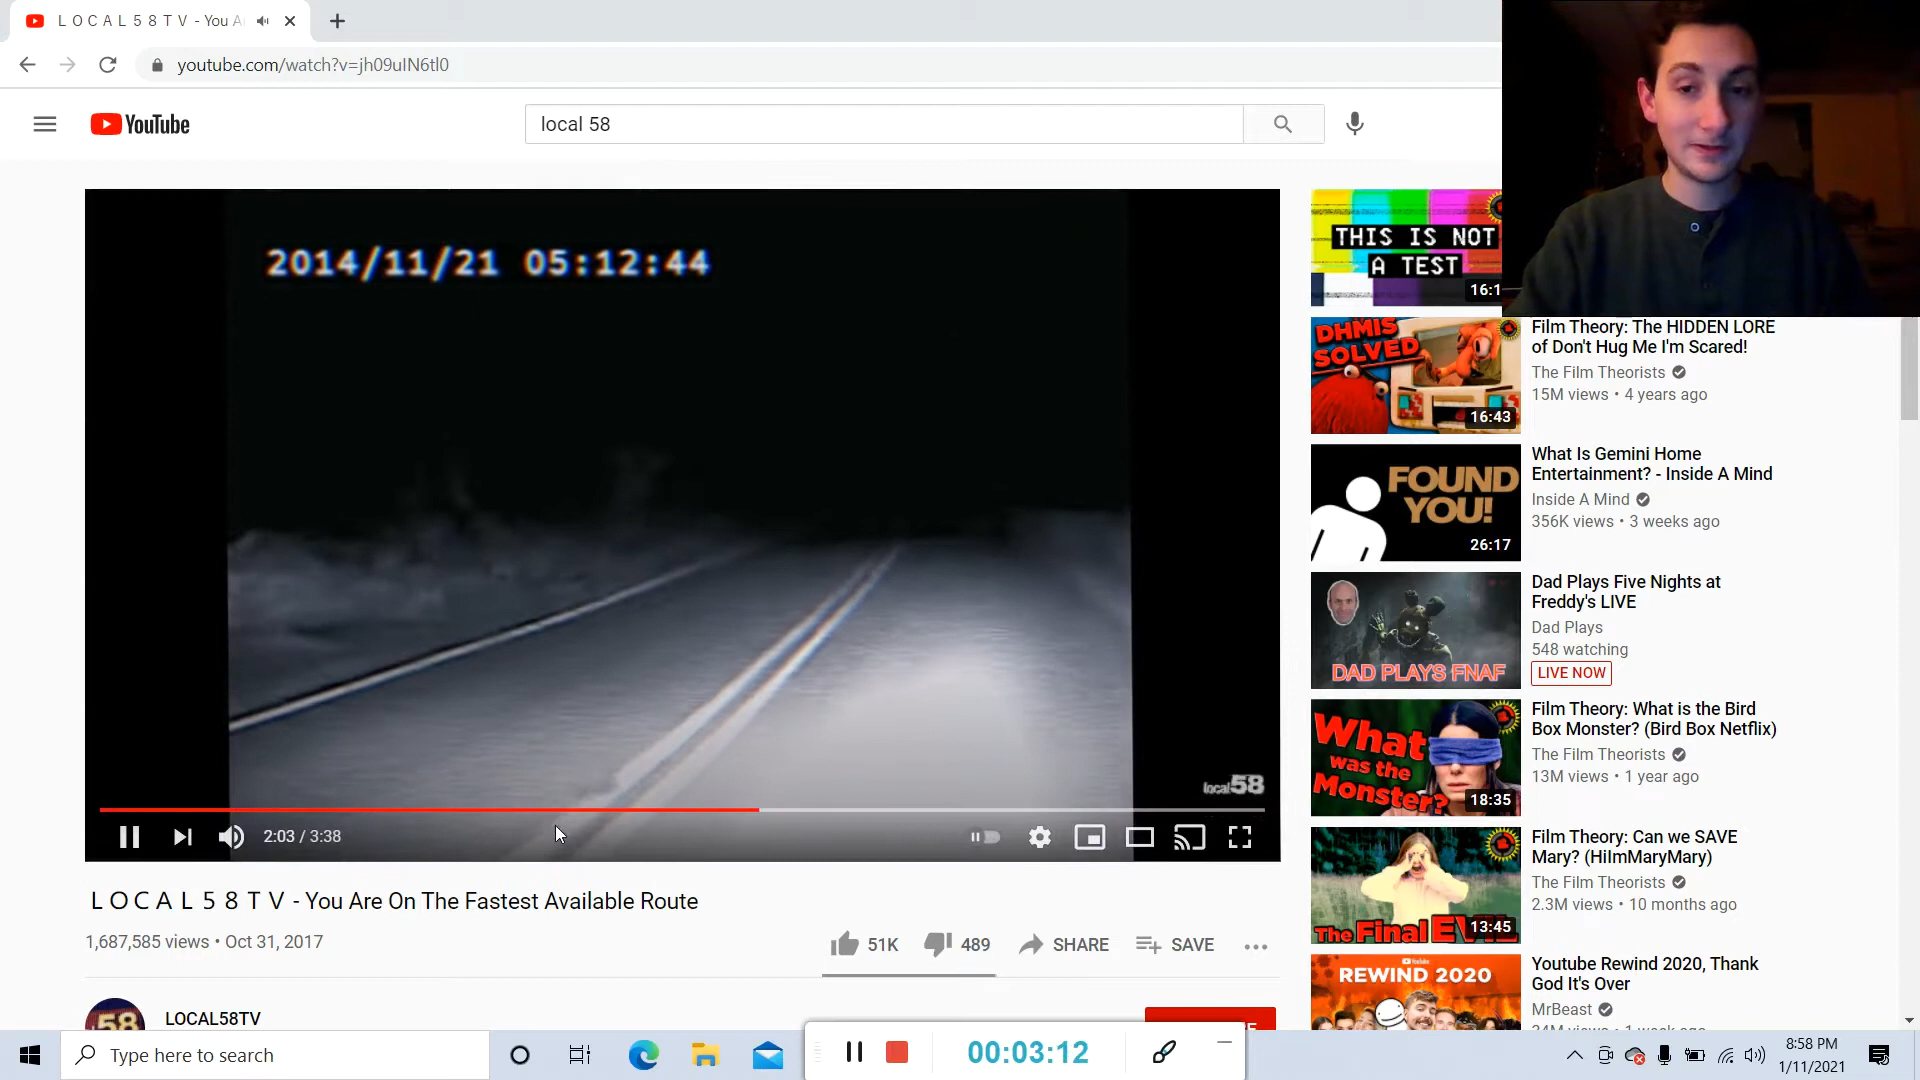 L O C A L 5 8 T V - You A
youtube.com/watch?v=jh09uIN6tl0
YouTube
local 58
2014/11/21 05:12:44
local58
2:03 / 3:38
L O C A L 5 8 T V - You Are On The Fastest Available Route
1,687,585 views • Oct 31, 2017
51K
489
SHARE
SAVE
58
LOCAL58TV
THIS IS NOT
A TEST
16:1
DHMIS
SOLVED
16:43
Film Theory: The HIDDEN LORE
of Don't Hug Me I'm Scared!
The Film Theorists
15M views • 4 years ago
FOUND
YOU!
26:17
What Is Gemini Home
Entertainment? - Inside A Mind
Inside A Mind
356K views • 3 weeks ago
DAD PLAYS FNAF
Dad Plays Five Nights at
Freddy's LIVE
Dad Plays
548 watching
LIVE NOW
What
was the
Monster?
18:35
Film Theory: What is the Bird
Box Monster? (Bird Box Netflix)
The Film Theorists
13M views • 1 year ago
The Final
13:45
Film Theory: Can we SAVE
Mary? (HiImMaryMary)
The Film Theorists
2.3M views • 10 months ago
YouTube
REWIND 2020
Youtube Rewind 2020, Thank
God It's Over
MrBeast
Type here to search
00:03:12
8:58 PM
1/11/2021